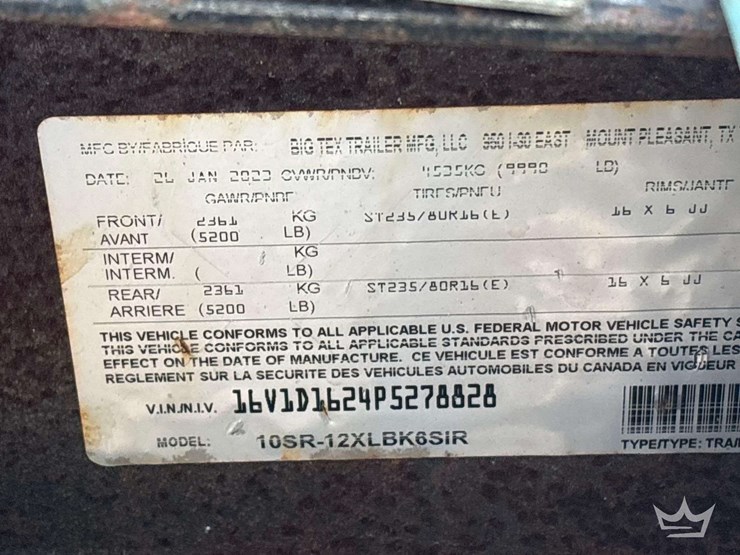 MFG BY/FABRIQUE PAR: BIG TEX TRAILER MFG, LLC 950 I-30 EAST MOUNT PLEASANT, TX
DATE: 26 JAN 2023 GVWR/PNBV: 4535KG (9990 LB)
GAWR/PNBE TIRES/PNEU RIMS/JANTE
FRONT/ 2361 KG ST235/80R16(E) 16 X 6 JJ
AVANT (5200 LB)
INTERM/ KG
INTERM. ( LB)
REAR/ 2361 KG ST235/80R16(E) 16 X 6 JJ
ARRIERE (5200 LB)
THIS VEHICLE CONFORMS TO ALL APPLICABLE U.S. FEDERAL MOTOR VEHICLE SAFETY S
THIS VEHICLE CONFORMS TO ALL APPLICABLE STANDARDS PRESCRIBED UNDER THE CA
EFFECT ON THE DATE OF MANUFACTURE. CE VEHICULE EST CONFORME A TOUTES LES
REGLEMENT SUR LA SECURITE DES VEHICULES AUTOMOBILES DU CANADA EN VIGUEUR
V.I.N./N.I.V. 16V1D1624P5278828
MODEL: 10SR-12XLBK6SIR TYPE/TYPE: TRAI